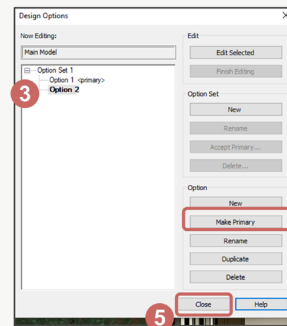 Design Options
Now Editing:
Main Model
Option Set 1
Option 1 <primary>
Option 2
3
Edit
Edit Selected
Finish Editing
Option Set
New
Rename
Accept Primary...
Delete...
Option
New
Make Primary
Rename
Duplicate
Delete
Close
Help
5